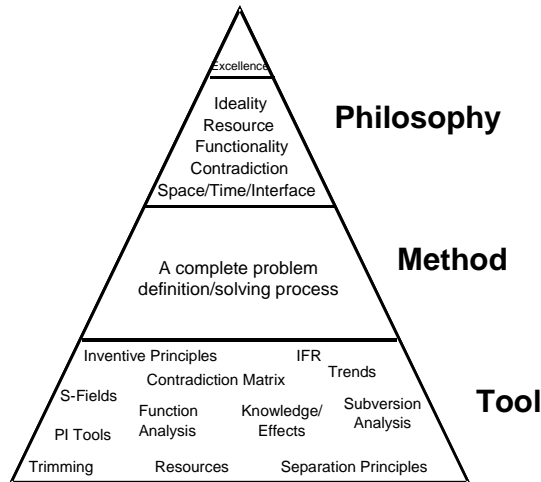 Excellence
Ideality
Resource
Functionality
Contradiction
Space/Time/Interface
Philosophy
A complete problem
definition/solving process
Method
Inventive Principles
IFR
Contradiction Matrix
Trends
S-Fields
Function
Analysis
Knowledge/
Effects
Subversion
Analysis
PI Tools
Tool
Trimming
Resources
Separation Principles